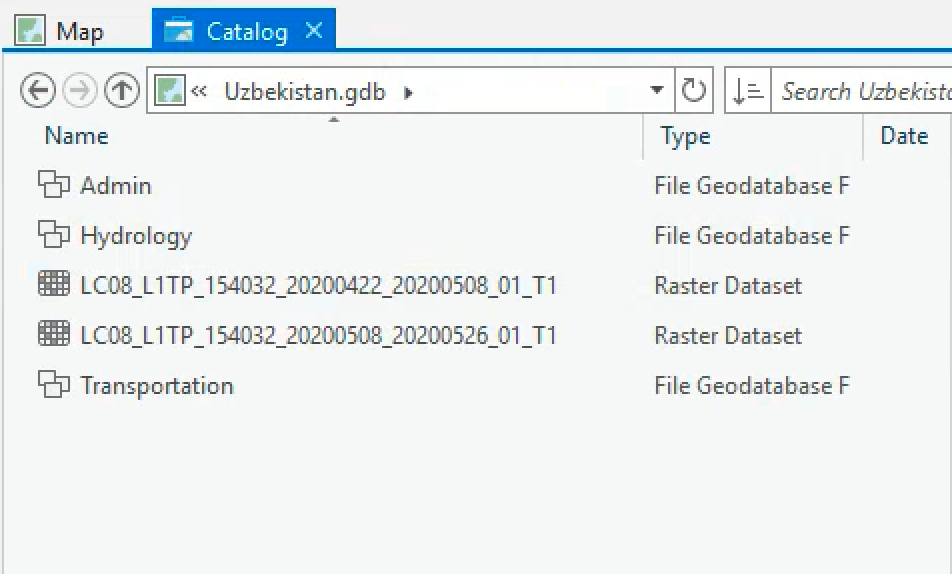 Map Catalog
« Uzbekistan.gdb Search Uzbekist
Name Type Date
Admin File Geodatabase F
Hydrology File Geodatabase F
LC08_L1TP_154032_20200422_20200508_01_T1 Raster Dataset
LC08_L1TP_154032_20200508_20200526_01_T1 Raster Dataset
Transportation File Geodatabase F